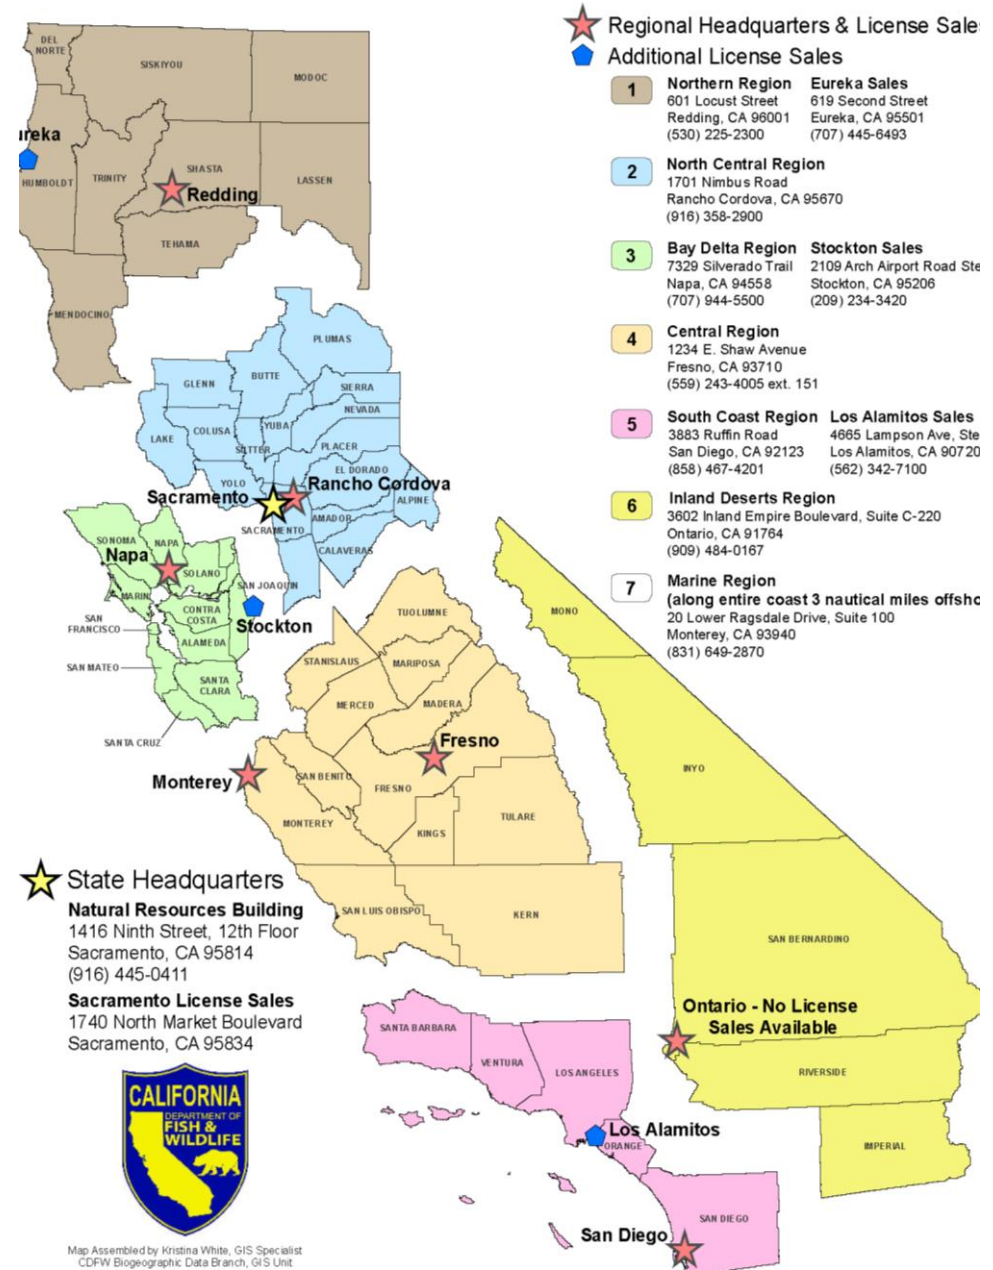 Regional Headquarters & License Sale
Additional License Sales
1
Northern Region
601 Locust Street
Redding, CA 96001
(530) 225-2300
Eureka Sales
619 Second Street
Eureka, CA 95501
(707) 445-6493
2
North Central Region
1701 Nimbus Road
Rancho Cordova, CA 95670
(916) 358-2900
3
Bay Delta Region
7329 Silverado Trail
Napa, CA 94558
(707) 944-5500
Stockton Sales
2109 Arch Airport Road Ste
Stockton, CA 95206
(209) 234-3420
4
Central Region
1234 E. Shaw Avenue
Fresno, CA 93710
(559) 243-4005 ext. 151
5
South Coast Region
3883 Ruffin Road
San Diego, CA 92123
(858) 467-4201
Los Alamitos Sales
4665 Lampson Ave, Ste
Los Alamitos, CA 90720
(562) 342-7100
6
Inland Deserts Region
3602 Inland Empire Boulevard, Suite C-220
Ontario, CA 91764
(909) 484-0167
7
Marine Region
(along entire coast 3 nautical miles offsho
20 Lower Ragsdale Drive, Suite 100
Monterey, CA 93940
(831) 649-2870
DEL
NORTE
SISKIYOU
MODOC
ureka
HUMBOLDT
TRINITY
SHASTA
Redding
LASSEN
TEHAMA
MENDOCINO
PLUMAS
GLENN
BUTTE
SIERRA
NEVADA
LAKE
COLUSA
YUBA
SUTTER
PLACER
YOLO
EL DORADO
Sacramento
Rancho Cordova
ALPINE
AMADOR
SACRAMENTO
CALAVERAS
SONOMA
NAPA
Napa
SOLANO
MARIN
SAN JOAQUIN
CONTRA
COSTA
SAN
FRANCISCO
Stockton
ALAMEDA
SAN MATEO
SANTA
CLARA
SANTA CRUZ
TUOLUMNE
STANISLAUS
MARIPOSA
MERCED
MADERA
Fresno
Monterey
SAN BENITO
FRESNO
MONTEREY
KINGS
TULARE
SAN LUIS OBISPO
KERN
MONO
INYO
SAN BERNARDINO
Ontario - No License
Sales Available
RIVERSIDE
IMPERIAL
State Headquarters
Natural Resources Building
1416 Ninth Street, 12th Floor
Sacramento, CA 95814
(916) 445-0411
Sacramento License Sales
1740 North Market Boulevard
Sacramento, CA 95834
SANTA BARBARA
VENTURA
LOS ANGELES
Los Alamitos
ORANGE
SAN DIEGO
San Diego
CALIFORNIA
DEPARTMENT OF
FISH &
WILDLIFE
Map Assembled by Kristina White, GIS Specialist
CDFW Biogeographic Data Branch, GIS Unit